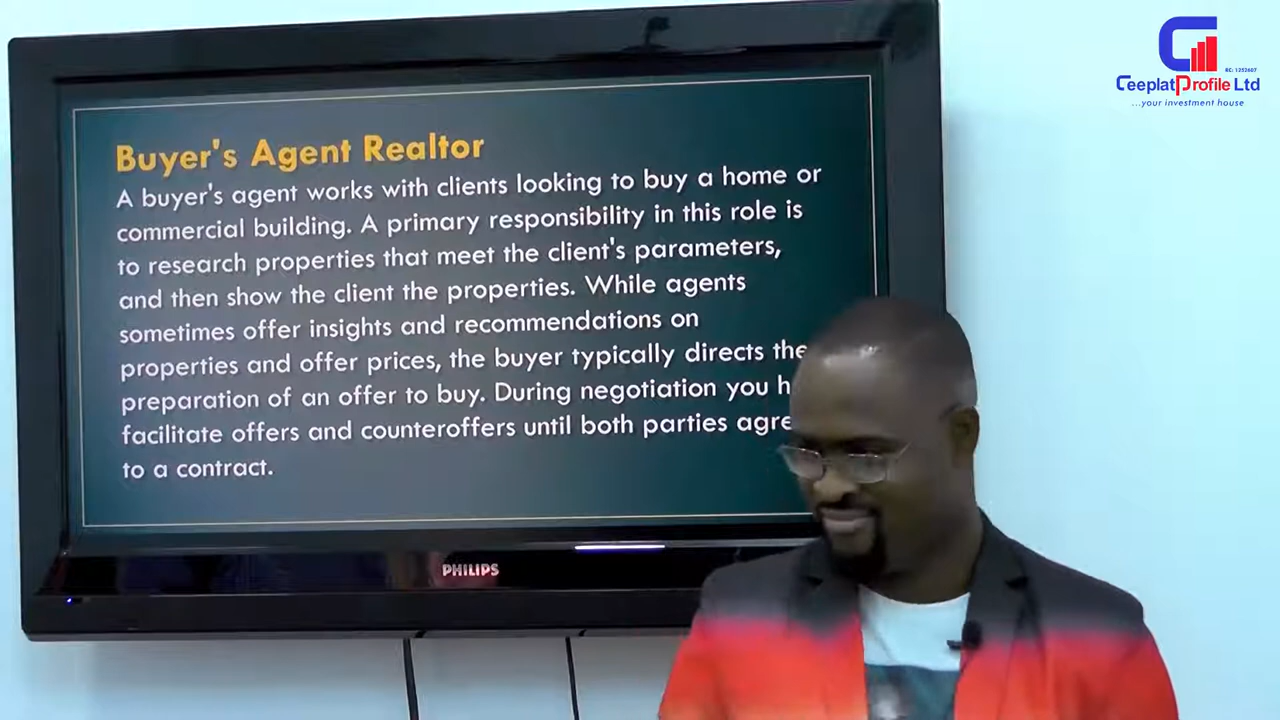 Buyer's Agent Realtor
A buyer's agent works with clients looking to buy a home or
commercial building. A primary responsibility in this role is
to research properties that meet the client's parameters,
and then show the client the properties. While agents
sometimes offer insights and recommendations on
properties and offer prices, the buyer typically directs the
preparation of an offer to buy. During negotiation you
facilitate offers and counteroffers until both parties
to a contract.
PHILIPS
RC: 1252607
CeeplatProfile Ltd
...your investment house